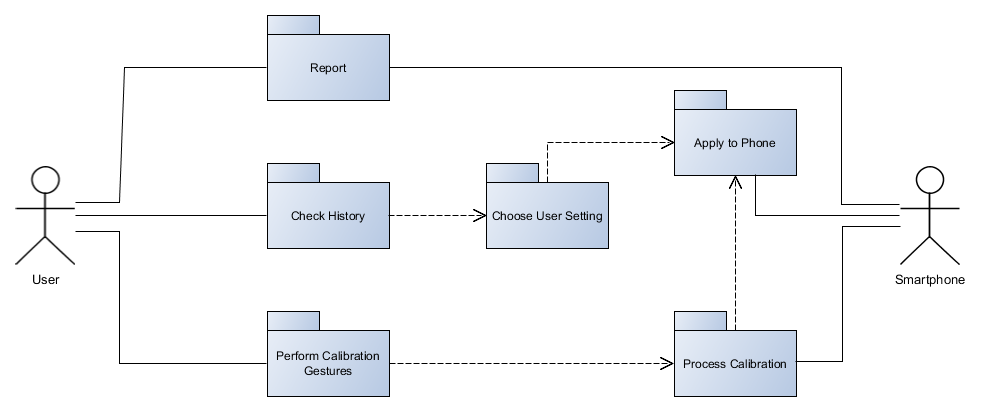 Report
Apply to Phone
Check History
Choose User Setting
User
Smartphone
Perform Calibration
Gestures
Process Calibration